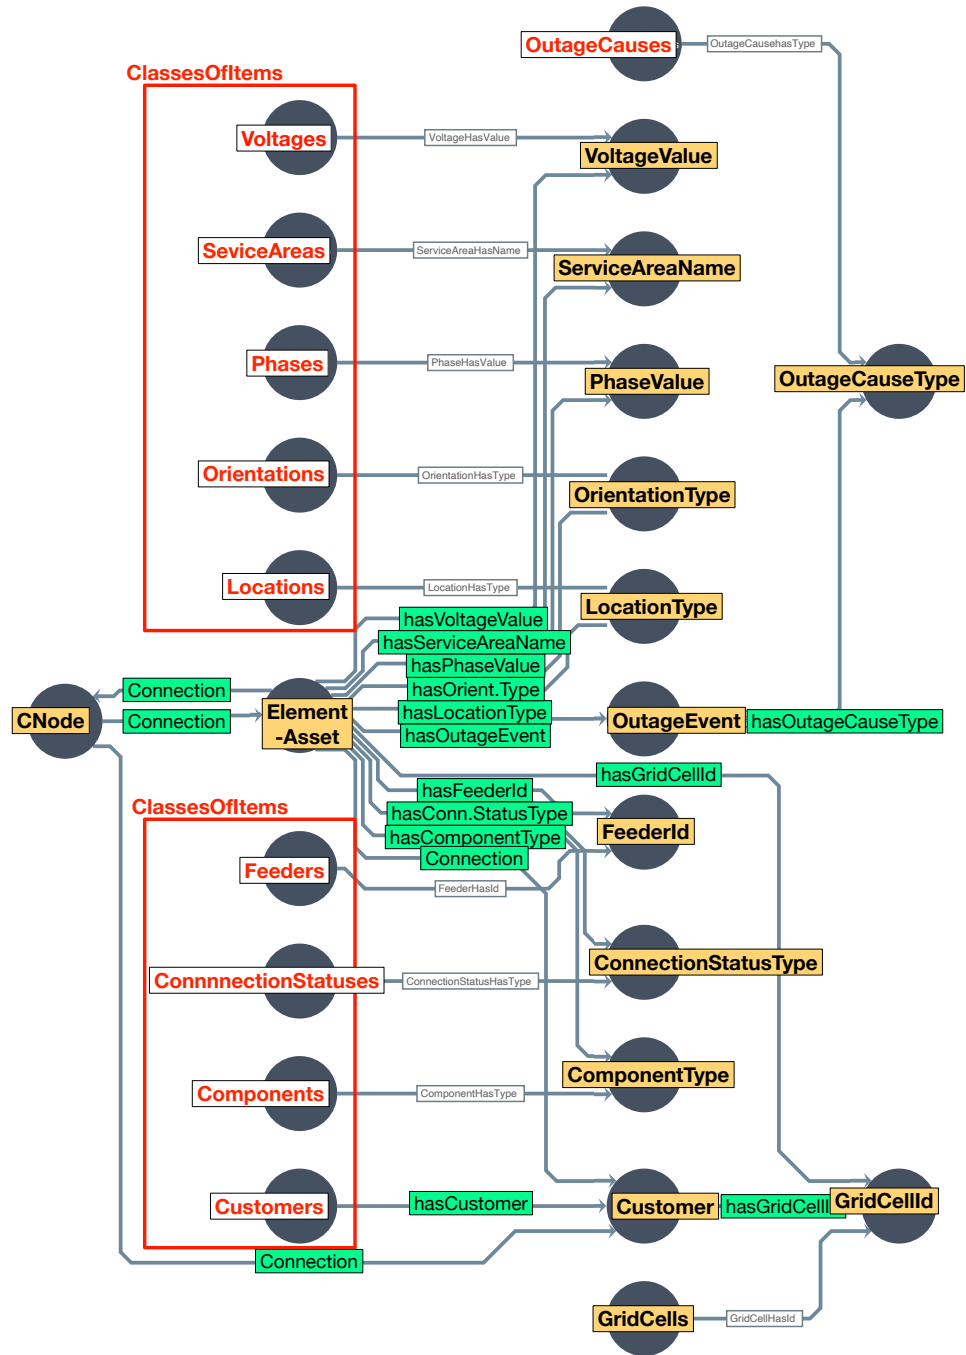 OutageCauses
OutageCausehasType
ClassesOfItems
Voltages
VoltageHasValue
VoltageValue
SeviceAreas
ServiceAreaHasName
ServiceAreaName
Phases
PhaseHasValue
PhaseValue
OutageCauseType
Orientations
OrientationHasType
OrientationType
Locations
LocationHasType
LocationType
hasVoltageValue
hasServiceAreaName
hasPhaseValue
hasOrient.Type
hasLocationType
hasOutageEvent
Connection
CNode
Connection
Element
-Asset
OutageEvent
hasOutageCauseType
hasGridCellId
hasFeederId
hasConn.StatusType
hasComponentType
Connection
ClassesOfItems
FeederId
Feeders
FeederHasId
ConnnnectionStatuses
ConnectionStatusHasType
ConnectionStatusType
Components
ComponentHasType
ComponentType
Customers
hasCustomer
Customer
hasGridCellI
GridCellId
Connection
GridCells
GridCellHasId